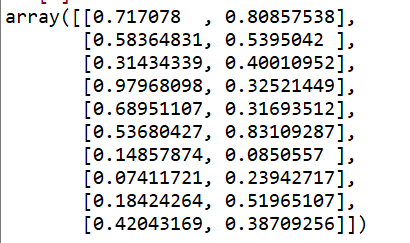 array([[0.717078  , 0.80857538],
       [0.58364831, 0.5395042 ],
       [0.31434339, 0.40010952],
       [0.97968098, 0.32521449],
       [0.68951107, 0.31693512],
       [0.53680427, 0.83109287],
       [0.14857874, 0.0850557 ],
       [0.07411721, 0.23942717],
       [0.18424264, 0.51965107],
       [0.42043169, 0.38709256]])